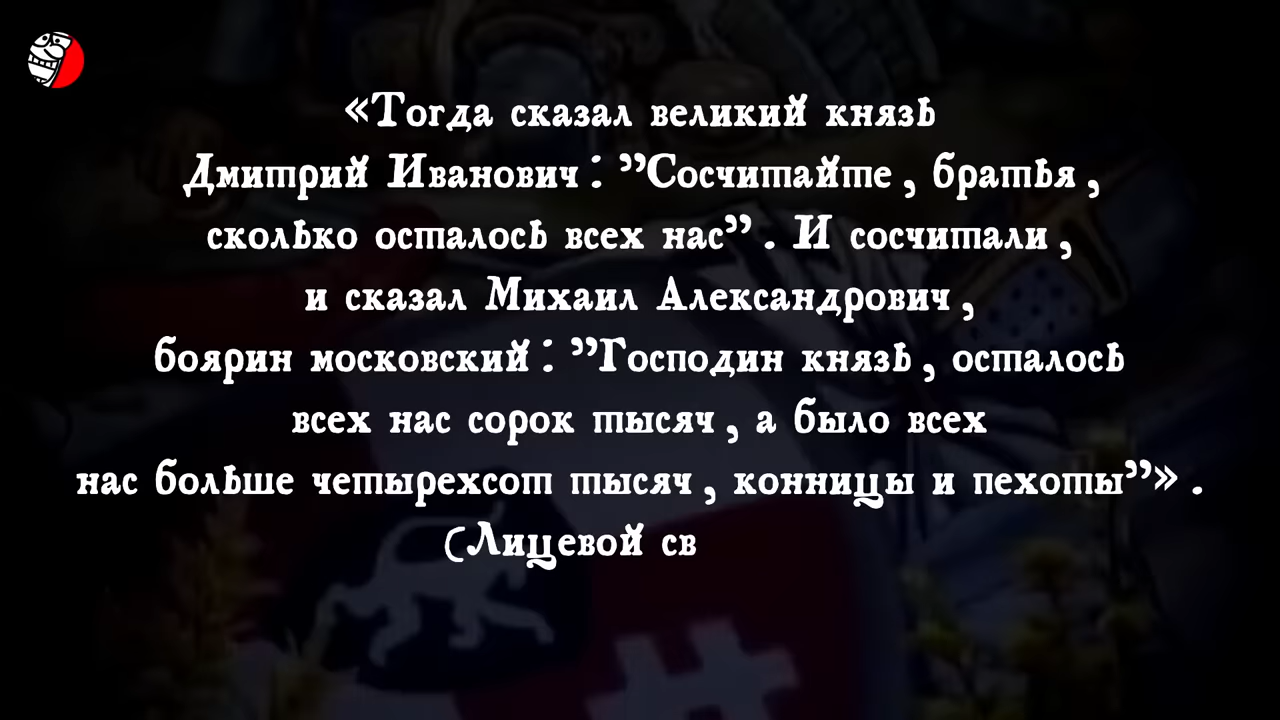 «Тогда сказал великий князь
Дмитрий Иванович: ”Сосчитайте, братья,
сколько осталось всех нас”. И сосчитали,
и сказал Михаил Александрович,
боярин московский: ”Господин князь, осталось
всех нас сорок тысяч, а было всех
нас больше четырехсот тысяч, конницы и пехоты”».
(Лицевой св